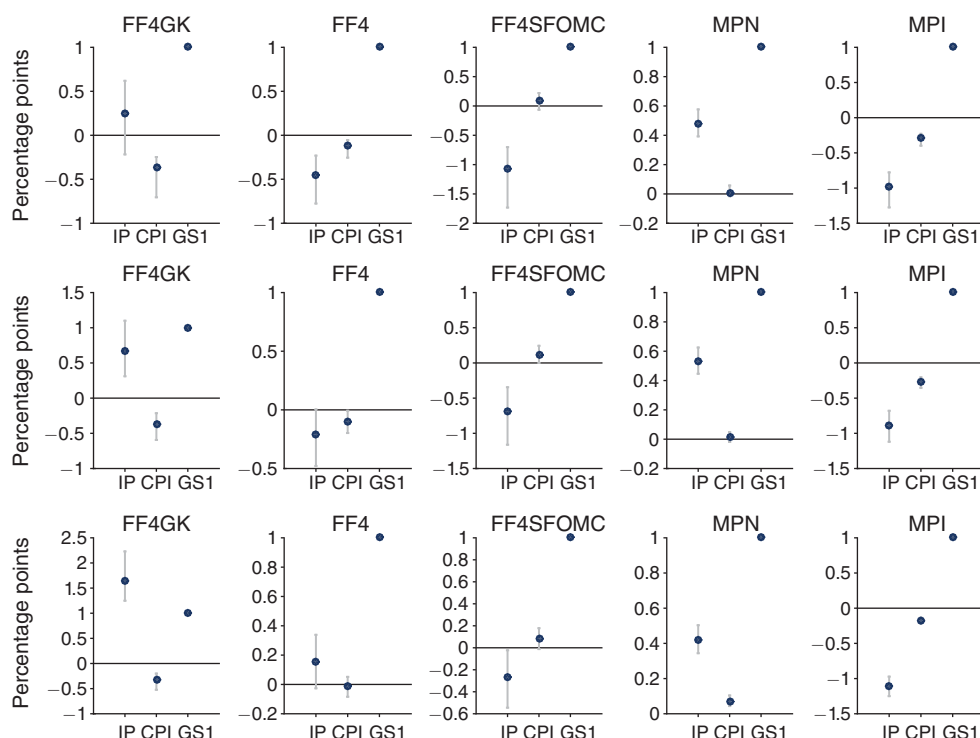 FF4GK FF4 FF4SFOMC MPN MPI
Percentage points
1 0.5 0 −0.5 −1
1 0.5 0 −0.5 −1
1 0.5 0 −0.5 −1 −1.5 −2
1 0.8 0.6 0.4 0.2 0 −0.2
1 0.5 0 −0.5 −1 −1.5
IP CPI GS1 IP CPI GS1 IP CPI GS1 IP CPI GS1 IP CPI GS1
FF4GK FF4 FF4SFOMC MPN MPI
Percentage points
1.5 1 0.5 0 −0.5 −1
1 0.5 0 −0.5
1 0.5 0 −0.5 −1 −1.5
1 0.8 0.6 0.4 0.2 0 −0.2
1 0.5 0 −0.5 −1 −1.5
IP CPI GS1 IP CPI GS1 IP CPI GS1 IP CPI GS1 IP CPI GS1
FF4GK FF4 FF4SFOMC MPN MPI
Percentage points
2.5 2 1.5 1 0.5 0 −0.5 −1
1 0.8 0.6 0.4 0.2 0 −0.2
1 0.8 0.6 0.4 0.2 0 −0.2 −0.4 −0.6
1 0.8 0.6 0.4 0.2 0
1 0.5 0 −0.5 −1 −1.5
IP CPI GS1 IP CPI GS1 IP CPI GS1 IP CPI GS1 IP CPI GS1